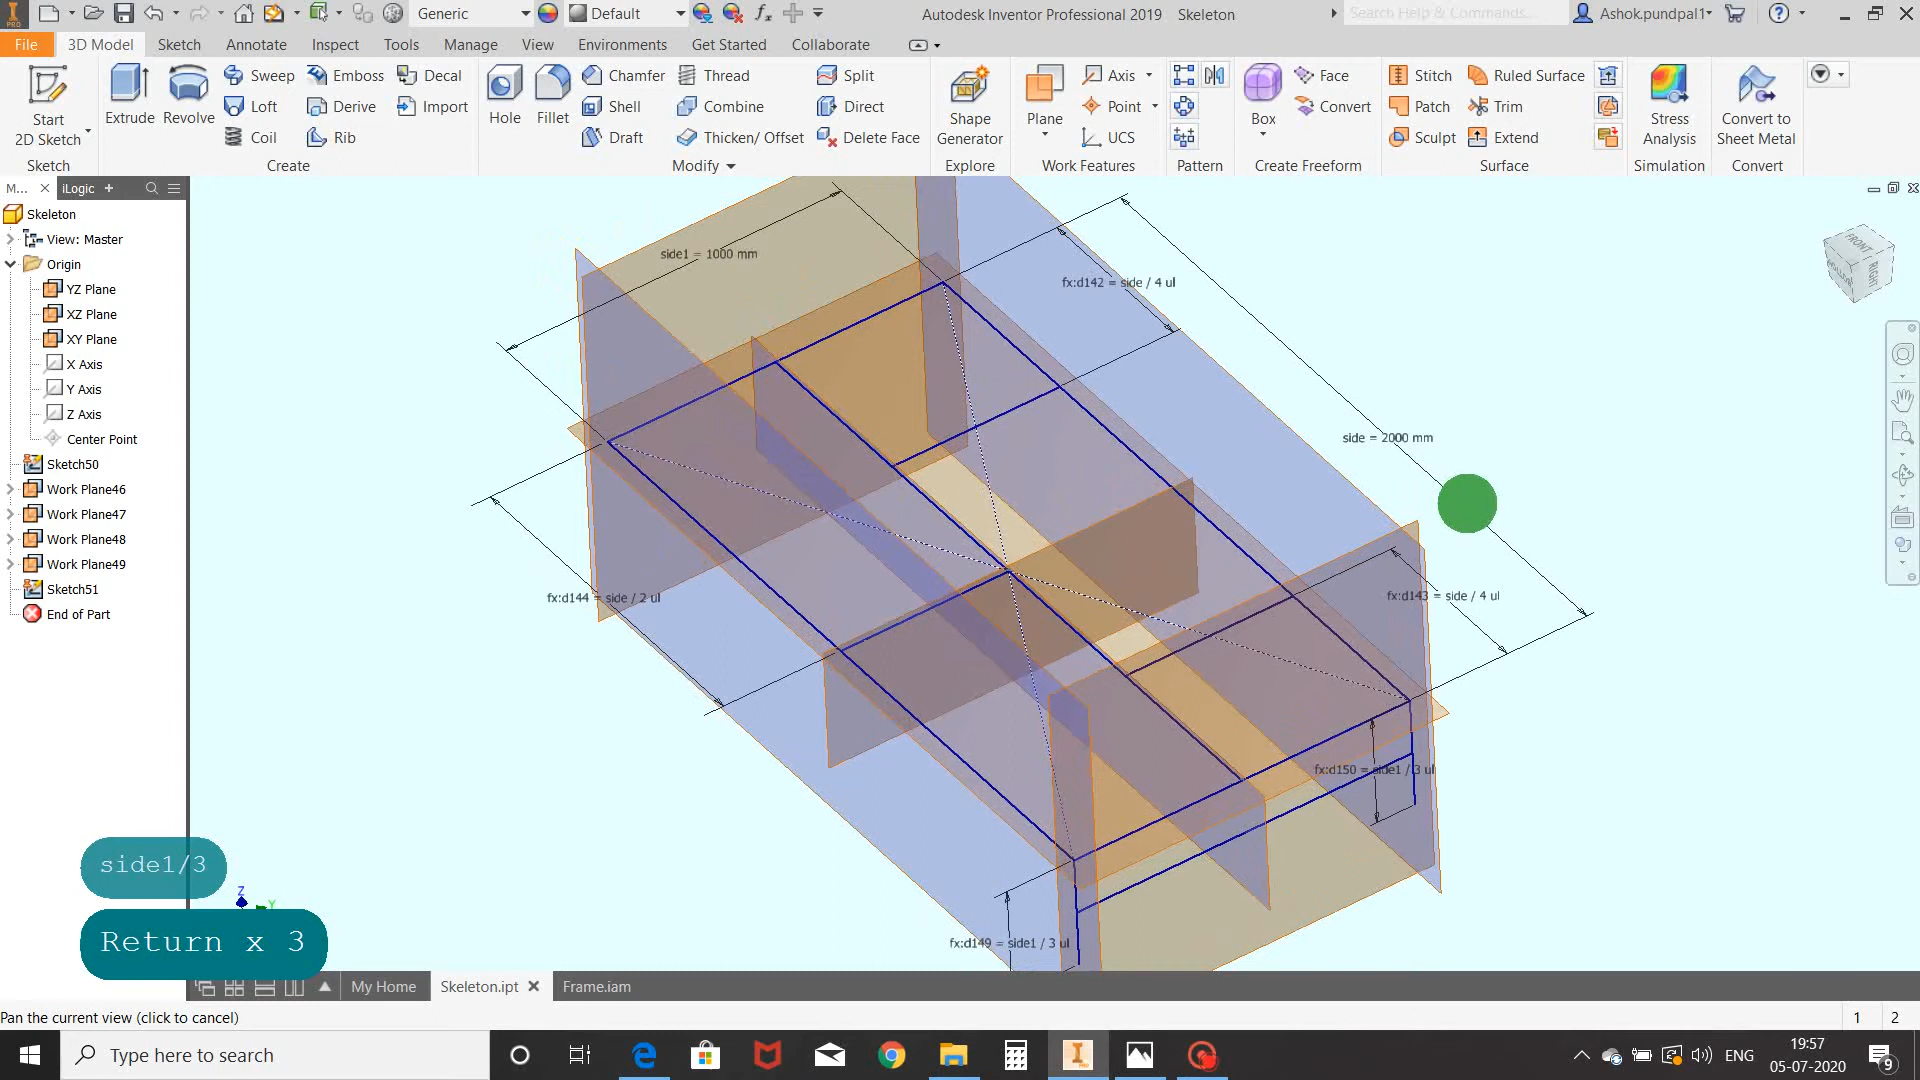 Generic
Default
fx
Autodesk Inventor Professional 2019 Skeleton
Search Help & Commands...
Ashok.pundpal1
File
3D Model
Sketch
Annotate
Inspect
Tools
Manage
View
Environments
Get Started
Collaborate
Start
2D Sketch
Extrude
Revolve
Sweep
Loft
Coil
Emboss
Derive
Rib
Decal
Import
Hole
Fillet
Chamfer
Shell
Draft
Thread
Combine
Thicken/ Offset
Split
Direct
Delete Face
Shape
Generator
Plane
Axis
Point
UCS
Box
Face
Convert
Stitch
Patch
Sculpt
Ruled Surface
Trim
Extend
Stress
Analysis
Convert to
Sheet Metal
Sketch
Create
Modify
Explore
Work Features
Pattern
Create Freeform
Surface
Simulation
Convert
M...
iLogic
Skeleton
View: Master
Origin
YZ Plane
XZ Plane
XY Plane
X Axis
Y Axis
Z Axis
Center Point
Sketch50
Work Plane46
Work Plane47
Work Plane48
Work Plane49
Sketch51
End of Part
side1 = 1000 mm
fx:d142 = side / 4 ul
side = 2000 mm
fx:d144 = side / 2 ul
fx:d143 = side / 4 ul
fx:d150 = side1 / 3 ul
fx:d149 = side1 / 3 ul
FRONT
RIGHT
side1/3
Return x 3
Z
Y
My Home
Skeleton.ipt
Frame.iam
Pan the current view (click to cancel)
1
2
Type here to search
ENG
19:57
05-07-2020
9